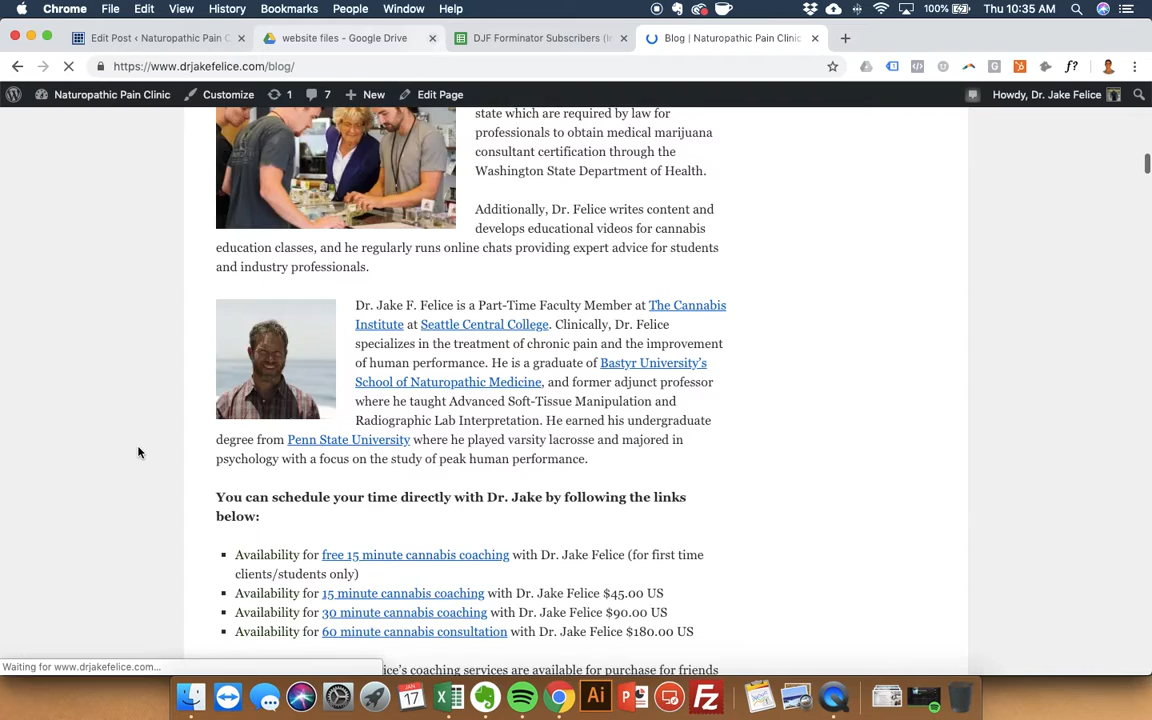 Chrome File Edit View History Bookmarks People Window Help 100% Thu 10:35 AM
Edit Post ‹ Naturopathic Pain C
website files - Google Drive
DJF Forminator Subscribers (I
Blog | Naturopathic Pain Clinic
https://www.drjakefelice.com/blog/
Naturopathic Pain Clinic Customize 1 7 New Edit Page Howdy, Dr. Jake Felice
state which are required by law for
professionals to obtain medical marijuana
consultant certification through the
Washington State Department of Health.
Additionally, Dr. Felice writes content and
develops educational videos for cannabis
education classes, and he regularly runs online chats providing expert advice for students
and industry professionals.
Dr. Jake F. Felice is a Part-Time Faculty Member at The Cannabis
Institute at Seattle Central College. Clinically, Dr. Felice
specializes in the treatment of chronic pain and the improvement
of human performance. He is a graduate of Bastyr University's
School of Naturopathic Medicine, and former adjunct professor
where he taught Advanced Soft-Tissue Manipulation and
Radiographic Lab Interpretation. He earned his undergraduate
degree from Penn State University where he played varsity lacrosse and majored in
psychology with a focus on the study of peak human performance.
You can schedule your time directly with Dr. Jake by following the links
below:
Availability for free 15 minute cannabis coaching with Dr. Jake Felice (for first time
clients/students only)
Availability for 15 minute cannabis coaching with Dr. Jake Felice $45.00 US
Availability for 30 minute cannabis coaching with Dr. Jake Felice $90.00 US
Availability for 60 minute cannabis consultation with Dr. Jake Felice $180.00 US
Waiting for www.drjakefelice.com...
ice's coaching services are available for purchase for friends
JAN
17
Ai
Fz